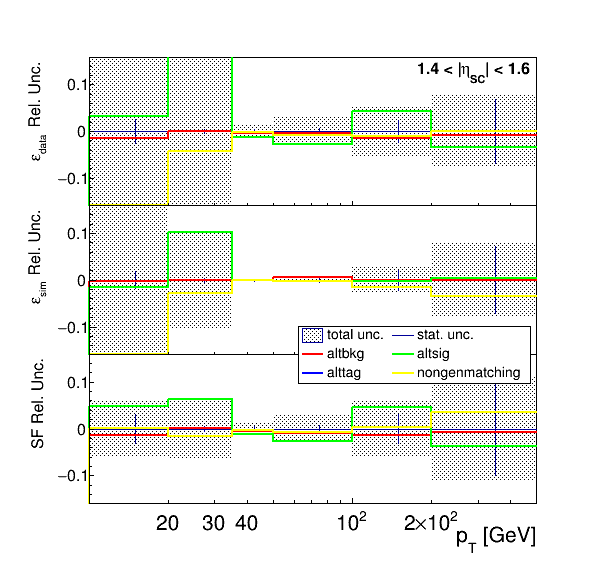 1.4 < |η_SC| < 1.6
ε_data Rel. Unc.
0.1
0
−0.1
ε_sim Rel. Unc.
0.1
0
−0.1
total unc. stat. unc.
altbkg altsig
alttag nongenmatching
SF Rel. Unc.
0.1
0
−0.1
20 30 40 10² 2×10²
p_T [GeV]